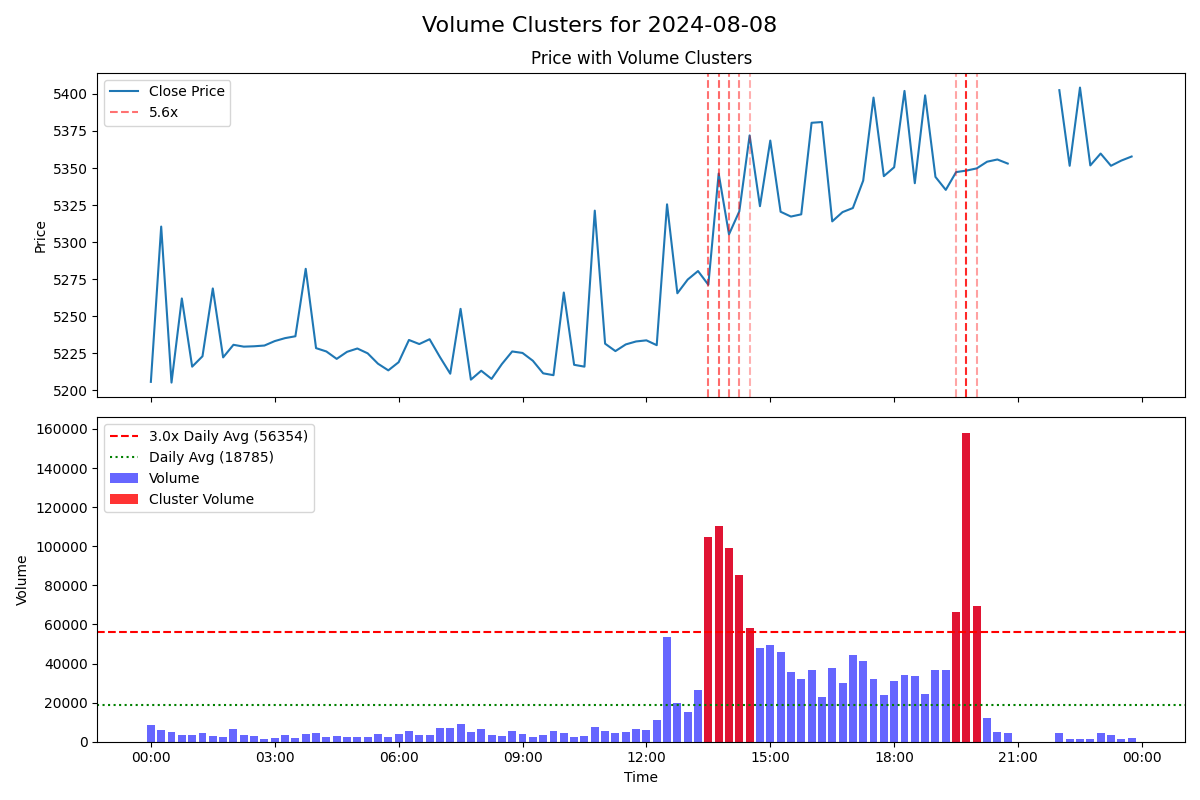 Volume Clusters for 2024-08-08
Price with Volume Clusters
Close Price
5.6x
5400
5375
5350
5325
5300
5275
5250
5225
5200
Price
3.0x Daily Avg (56354)
Daily Avg (18785)
Volume
Cluster Volume
160000
140000
120000
100000
80000
60000
40000
20000
0
Volume
00:00 03:00 06:00 09:00 12:00 15:00 18:00 21:00 00:00
Time